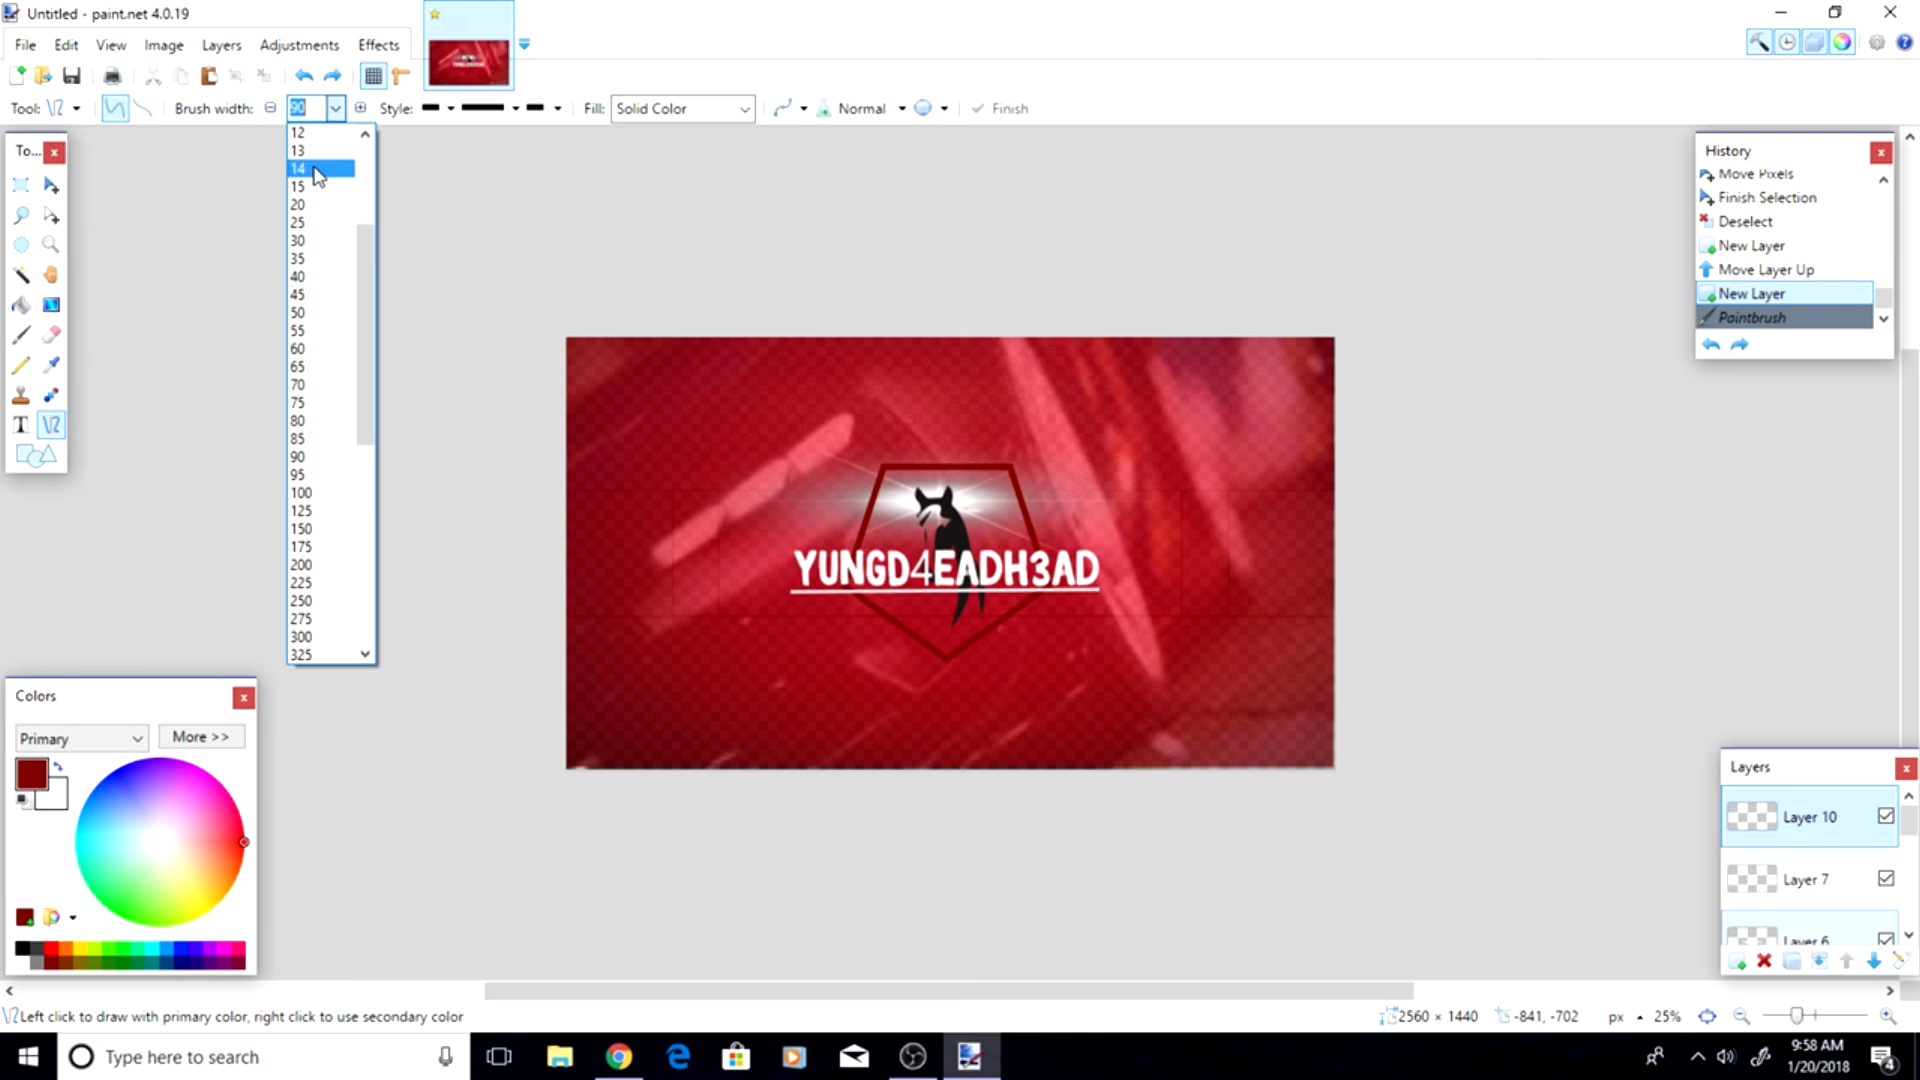 Untitled - paint.net 4.0.19
File Edit View Image Layers Adjustments Effects
Tool: Brush width: 90 Style: Fill: Solid Color Normal Finish
12
13
14
15
20
25
30
35
40
45
50
55
60
65
70
75
80
85
90
95
100
125
150
175
200
225
250
275
300
325
To...
T
History
Move Pixels
Finish Selection
Deselect
New Layer
Move Layer Up
New Layer
Paintbrush
YUNGD4EADH3AD
Colors
Primary
More >>
Layers
Layer 10
Layer 7
Layer 6
Left click to draw with primary color, right click to use secondary color
2560 × 1440 -841, -702 px 25%
Type here to search
9:58 AM
1/20/2018
4